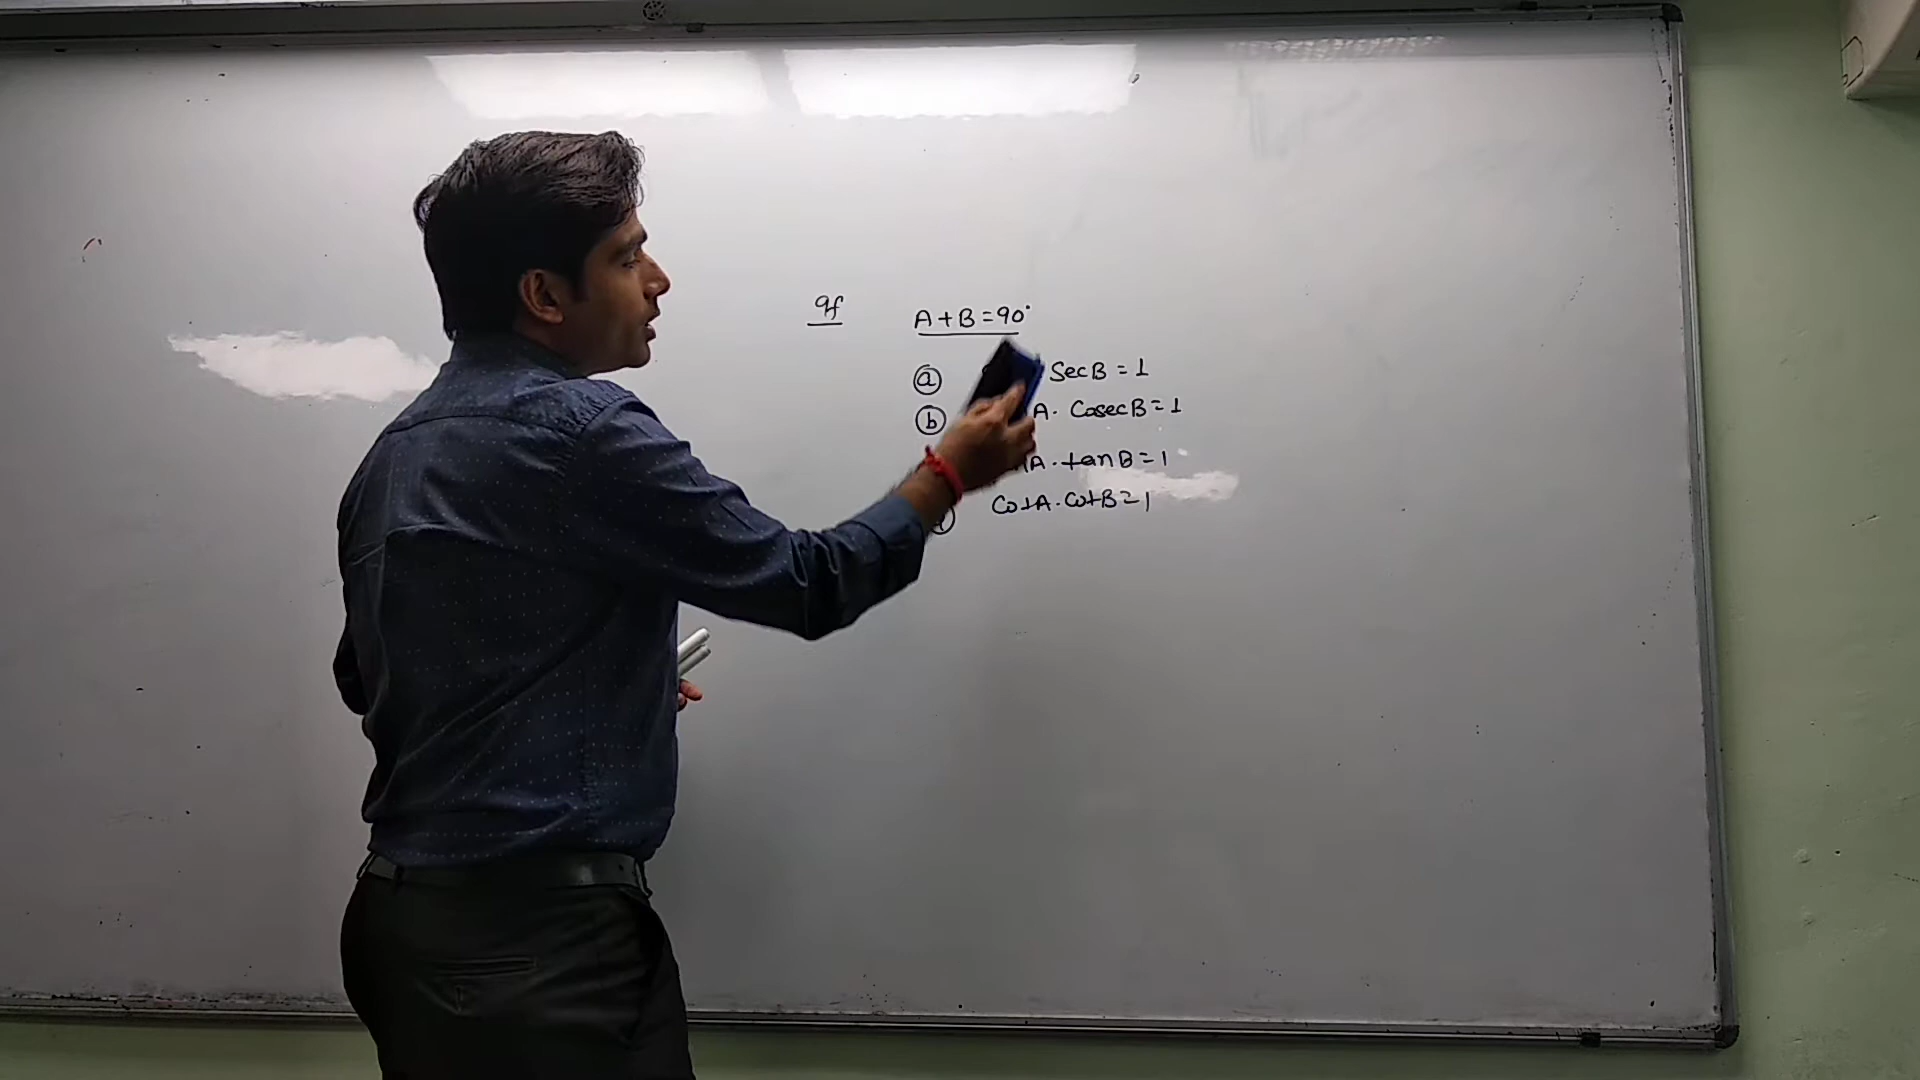 If A+B=90°
(a) SecB = 1
(b) A. CosecB=1
A.tanB=1
CotA.CotB=1